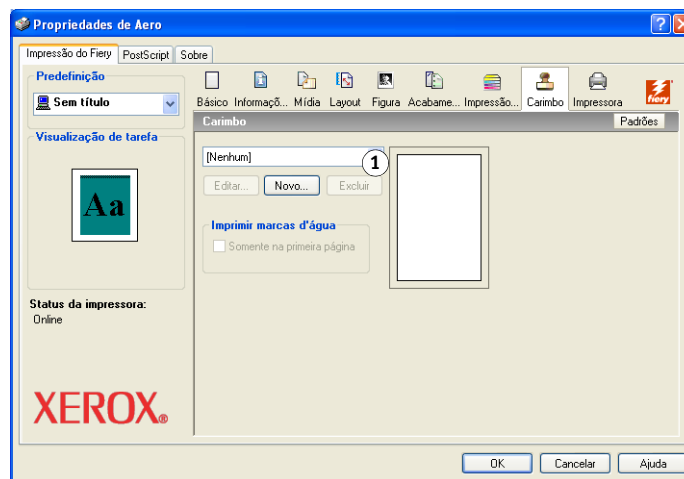 Propriedades de Aero
Impressão do Fiery PostScript Sobre
Predefinição
Sem título
Visualização de tarefa
Aa
Status da impressora:
Online
XEROX®
Básico Informaçõ... Mídia Layout Figura Acabame... Impressão... Carimbo Impressora
fiery
Carimbo Padrões
[Nenhum]
1
Editar... Novo... Excluir
Imprimir marcas d'água
Somente na primeira página
OK Cancelar Ajuda